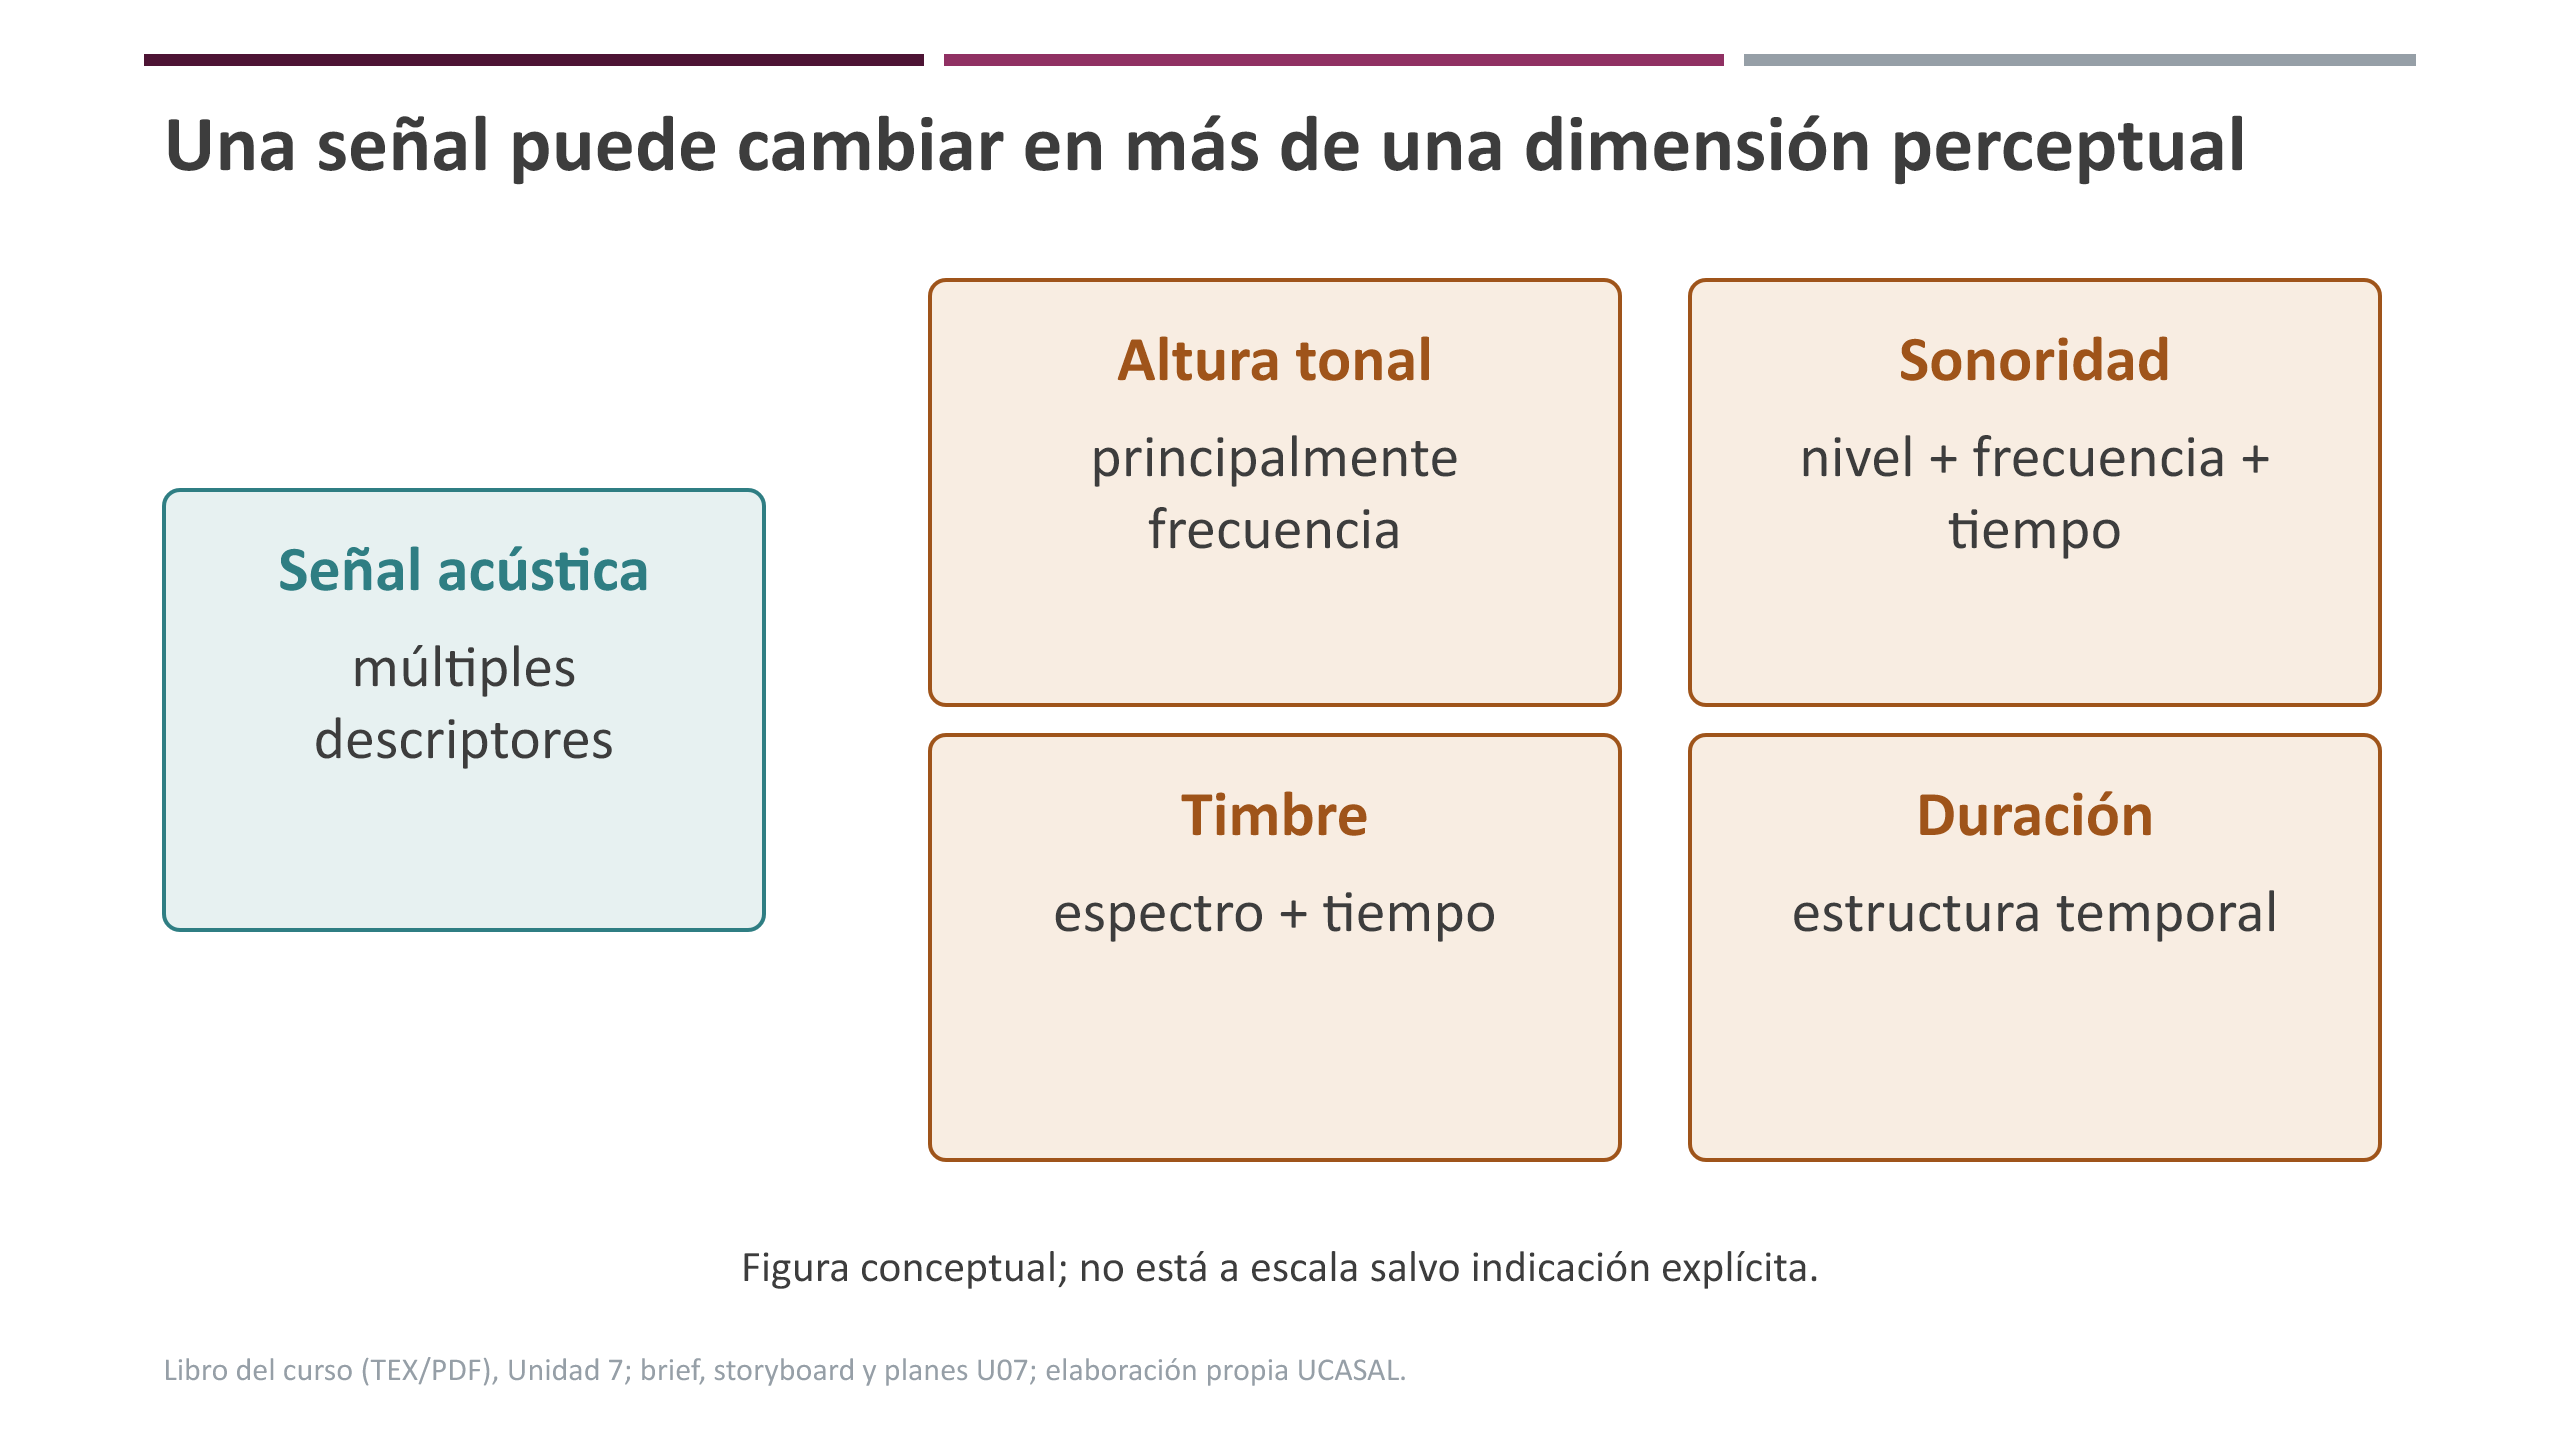 Una señal puede cambiar en más de una dimensión perceptual
Señal acústica
múltiples
descriptores
Altura tonal
principalmente
frecuencia
Sonoridad
nivel + frecuencia +
tiempo
Timbre
espectro + tiempo
Duración
estructura temporal
Figura conceptual; no está a escala salvo indicación explícita.
Libro del curso (TEX/PDF), Unidad 7; brief, storyboard y planes U07; elaboración propia UCASAL.